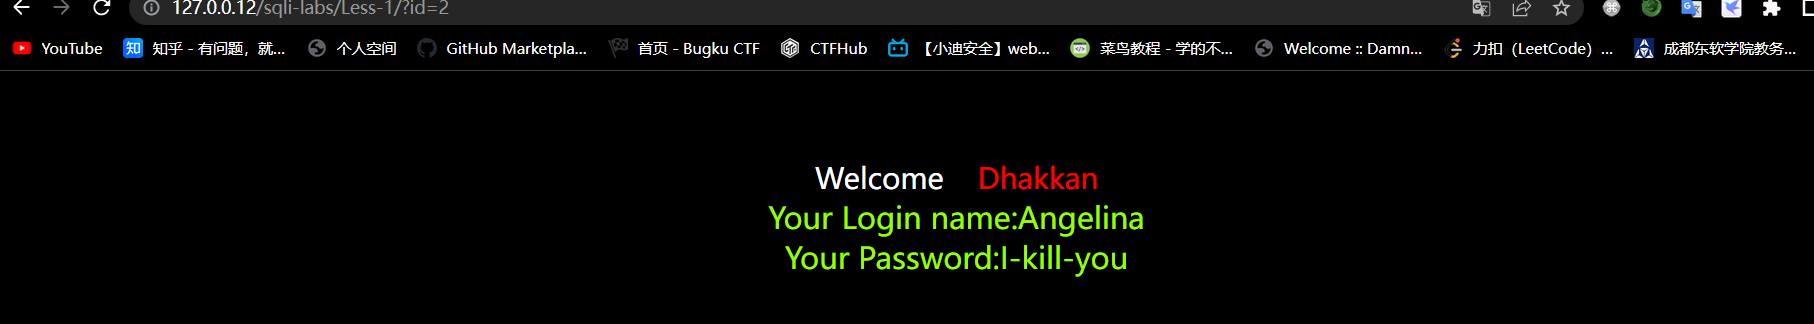 127.0.0.12/sqli-labs/Less-1/?id=2
YouTube 知 知乎 - 有问题，就... 个人空间 GitHub Marketpla... 首页 - Bugku CTF CTFHub 【小迪安全】web... 菜鸟教程 - 学的不... Welcome :: Damn... 力扣（LeetCode）... 成都东软学院教务...
Welcome Dhakkan
Your Login name:Angelina
Your Password:I-kill-you